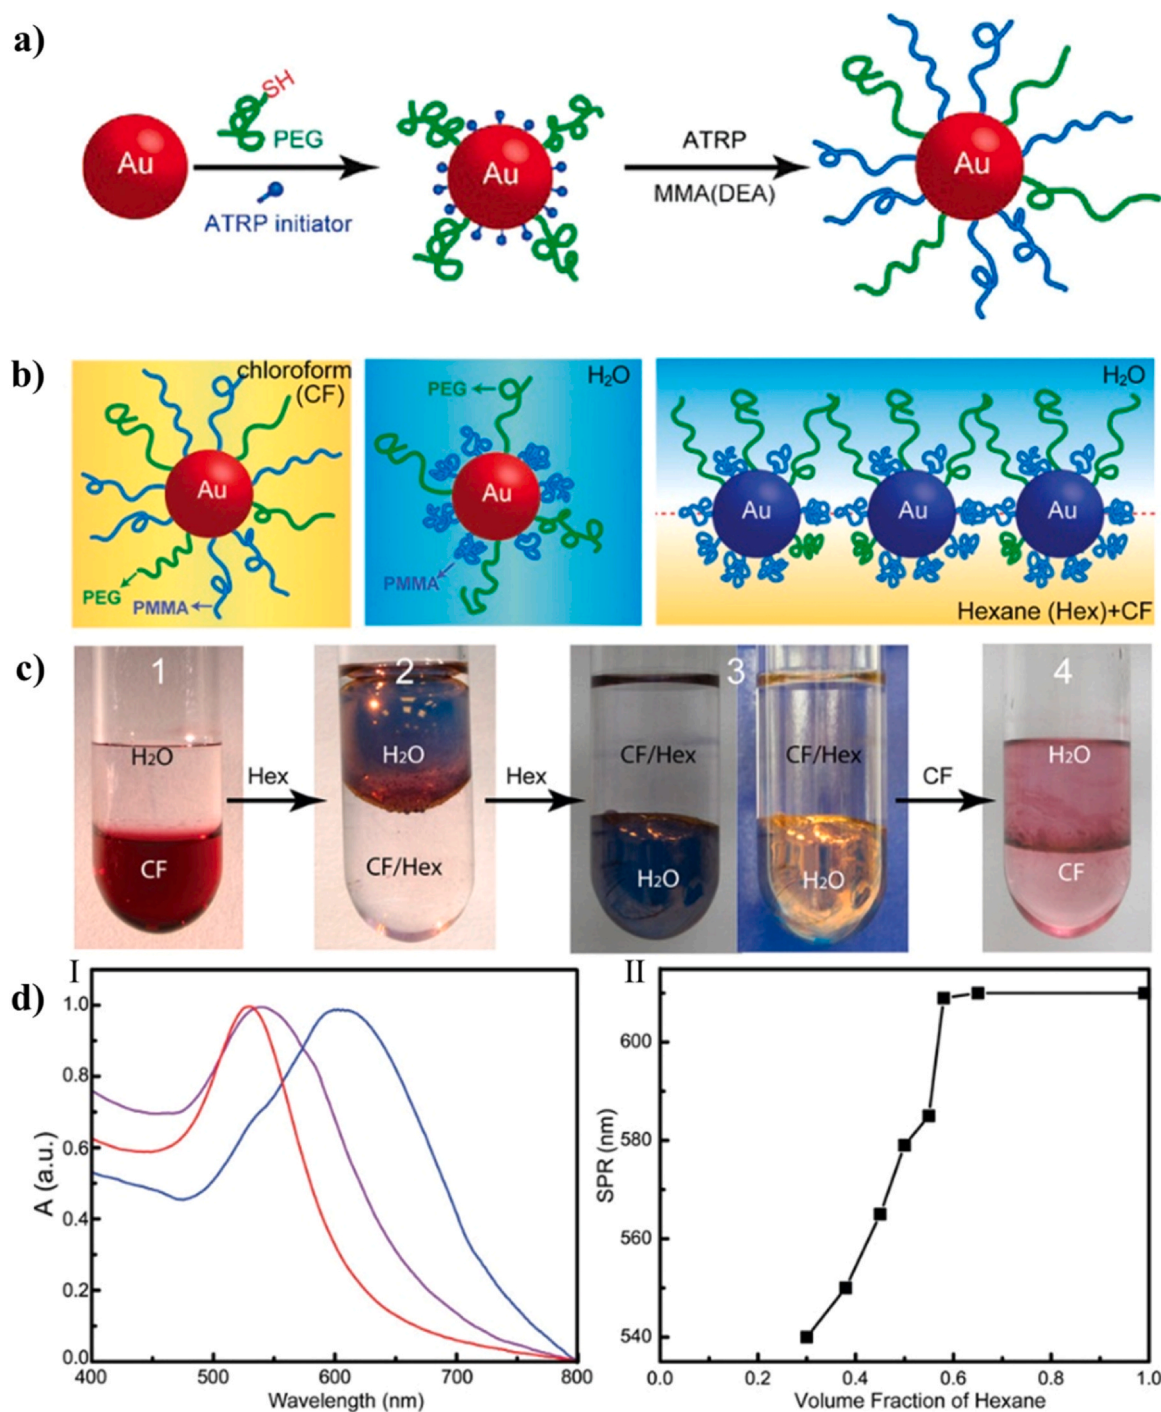 a)
SH
PEG
Au
ATRP initiator
Au
ATRP
MMA(DEA)
Au
b)
chloroform
(CF)
Au
PEG
PMMA
H₂O
PEG
Au
PMMA
H₂O
Au
Au
Au
Hexane (Hex)+CF
c)
1
H₂O
CF
Hex
2
H₂O
CF/Hex
Hex
3
CF/Hex
H₂O
CF/Hex
H₂O
CF
4
H₂O
CF
d)
I
1.0
0.8
0.6
0.4
0.2
0.0
A (a.u.)
400
500
600
700
800
Wavelength (nm)
II
600
580
560
540
SPR (nm)
0.0
0.2
0.4
0.6
0.8
1.0
Volume Fraction of Hexane